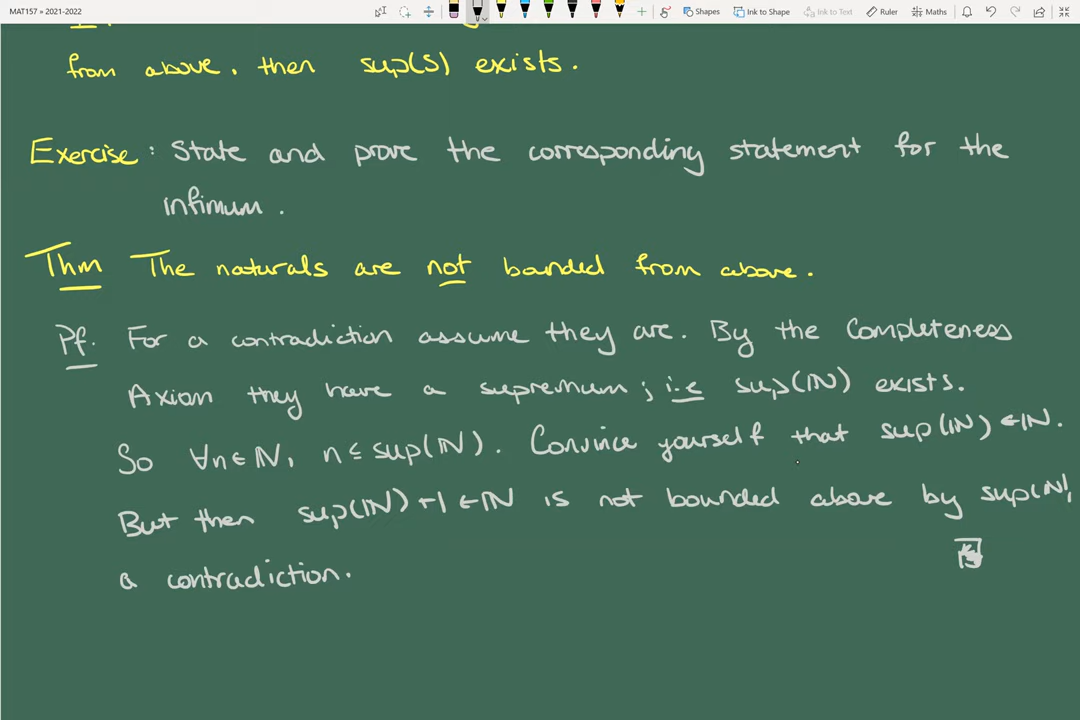 MAT157 » 2021-2022
Shapes Ink to Shape Ink to Text Ruler Maths
from above, then sup(S) exists.
Exercise: State and prove the corresponding statement for the
infimum.
Thm The naturals are not bonded from above.
Pf. For a contradiction assume they are. By the Completeness
Axiom they have a supremum; i.e sup(ℕ) exists.
So ∀n∈ℕ, n≤sup(ℕ). Convince yourself that sup(ℕ)∈ℕ.
But then sup(ℕ)+1∈ℕ is not bounded above by sup(ℕ),
a contradiction.